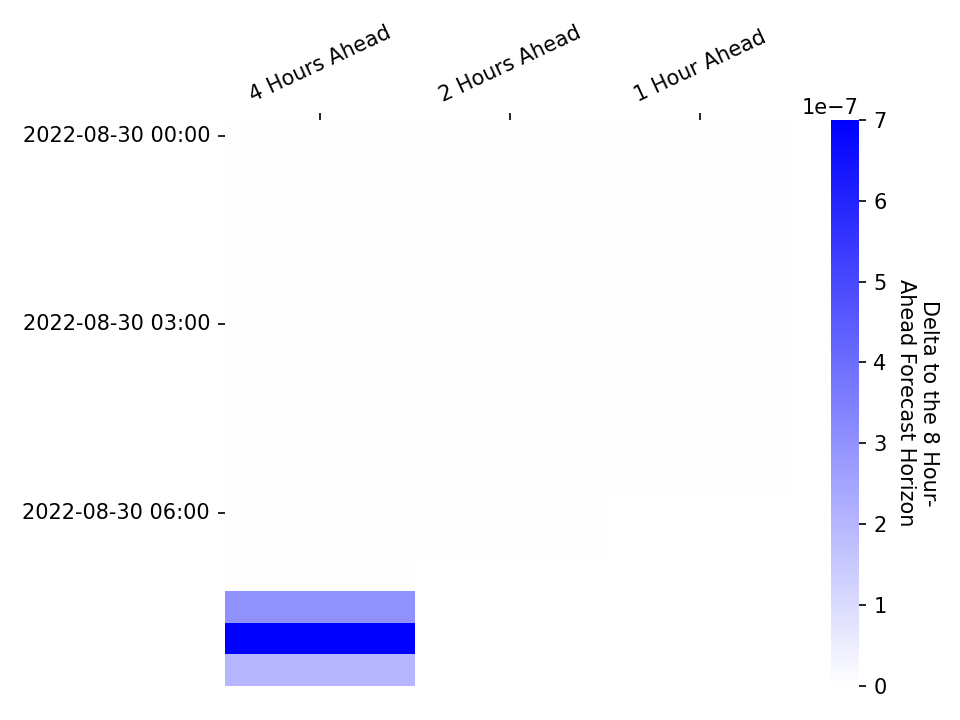 4 Hours Ahead
2 Hours Ahead
1 Hour Ahead
1e−7
2022-08-30 00:00
2022-08-30 03:00
2022-08-30 06:00
7
6
5
4
3
2
1
0
Delta to the 8 Hour-
Ahead Forecast Horizon